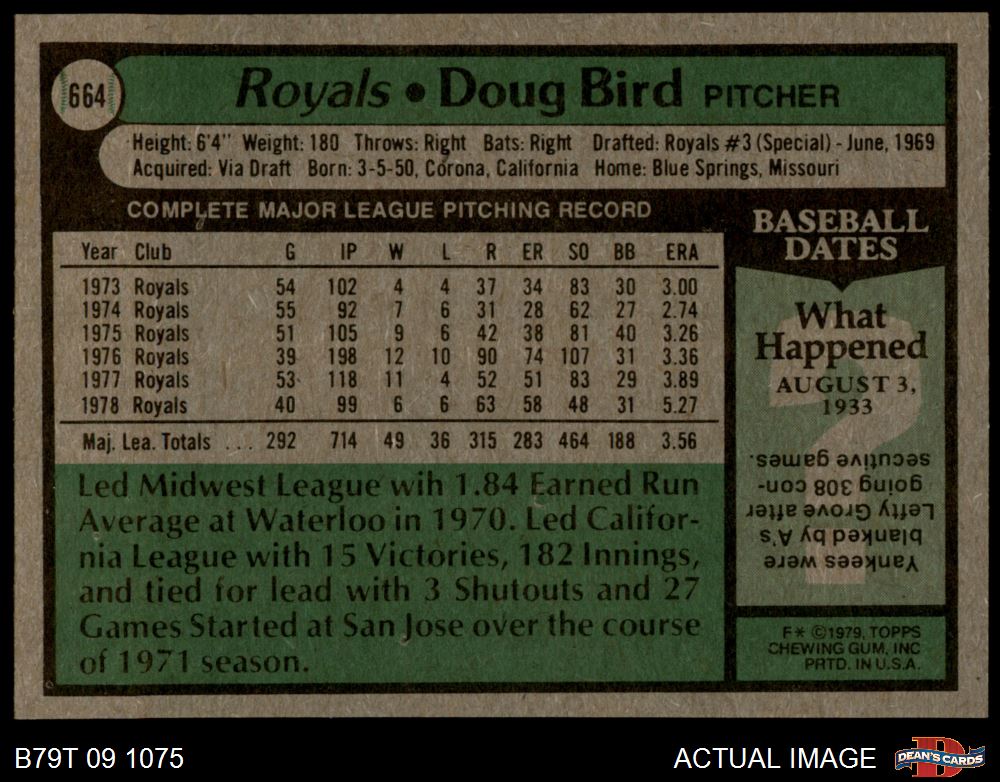 664
Royals • Doug Bird PITCHER
Height: 6'4" Weight: 180 Throws: Right Bats: Right Drafted: Royals #3 (Special) - June, 1969
Acquired: Via Draft Born: 3-5-50, Corona, California Home: Blue Springs, Missouri
COMPLETE MAJOR LEAGUE PITCHING RECORD
Year Club G IP W L R ER SO BB ERA
1973 Royals 54 102 4 4 37 34 83 30 3.00
1974 Royals 55 92 7 6 31 28 62 27 2.74
1975 Royals 51 105 9 6 42 38 81 40 3.26
1976 Royals 39 198 12 10 90 74 107 31 3.36
1977 Royals 53 118 11 4 52 51 83 29 3.89
1978 Royals 40 99 6 6 63 58 48 31 5.27
Maj. Lea. Totals ... 292 714 49 36 315 283 464 188 3.56
Led Midwest League wih 1.84 Earned Run
Average at Waterloo in 1970. Led Califor-
nia League with 15 Victories, 182 Innings,
and tied for lead with 3 Shutouts and 27
Games Started at San Jose over the course
of 1971 season.
BASEBALL
DATES
What
Happened
AUGUST 3,
1933
Yankees were
blanked by A's
Lefty Grove after
going 308 con-
secutive games.
F* ©1979, TOPPS
CHEWING GUM, INC
PRTD. IN U.S.A.
B79T 09 1075
ACTUAL IMAGE
DEAN'S CARDS